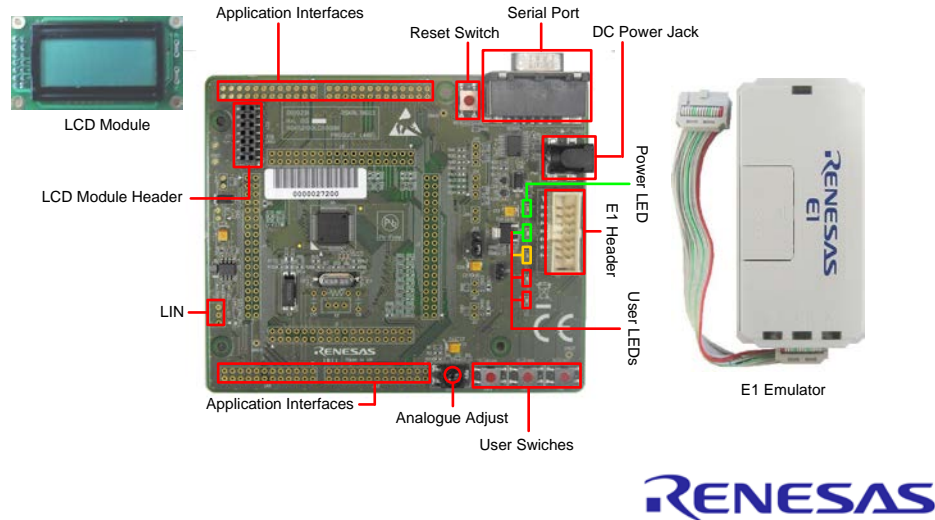 Application Interfaces
Serial Port
Reset Switch
DC Power Jack
LCD Module
LCD Module Header
Power LED
E1 Header
0000027200
RENESAS
E1
LIN
User LEDs
RENESAS
Application Interfaces
Analogue Adjust
User Swiches
E1 Emulator
RENESAS